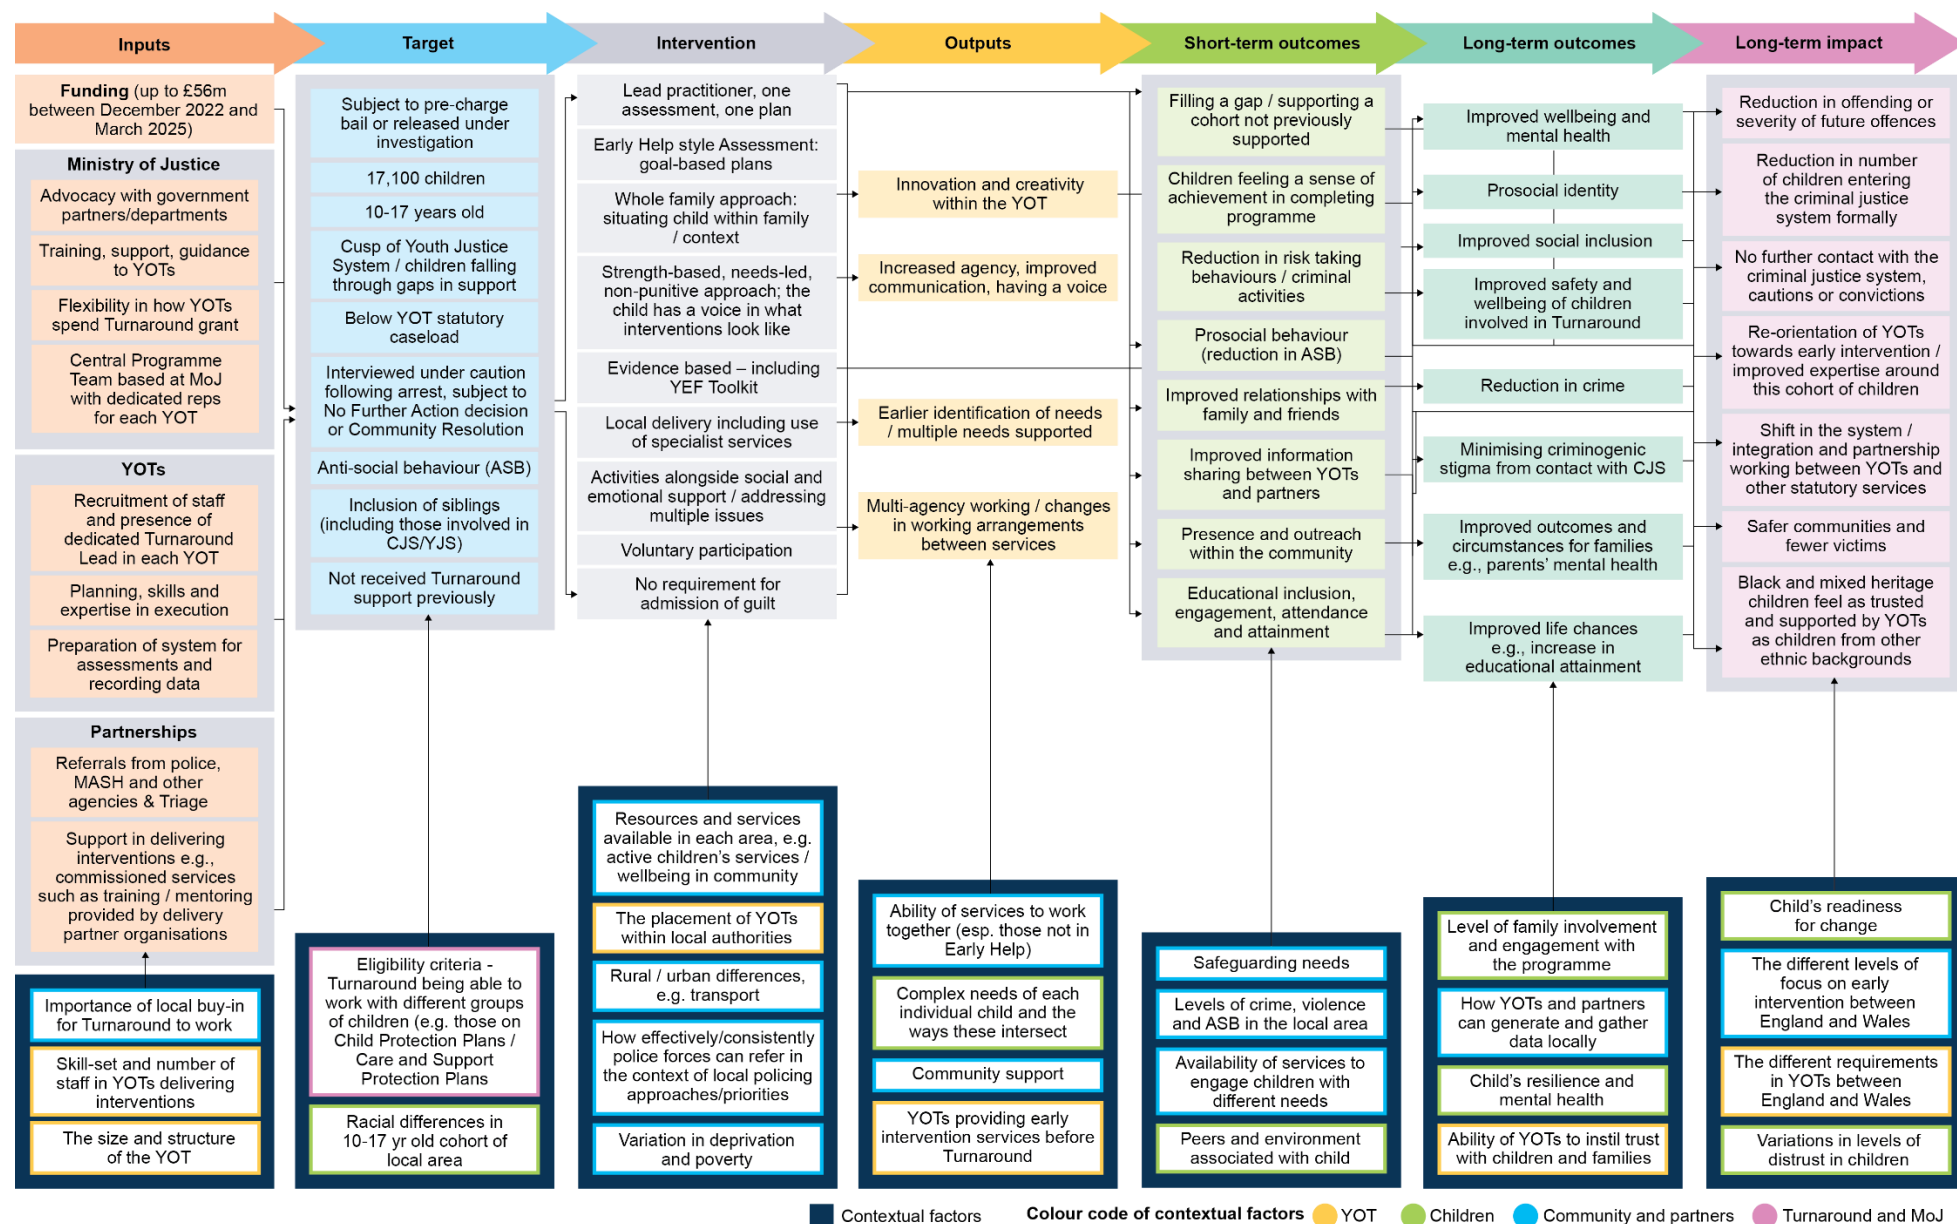 Inputs
Target
Intervention
Outputs
Short-term outcomes
Long-term outcomes
Long-term impact
Funding (up to £56m
between December 2022 and
March 2025)
Ministry of Justice
Advocacy with government
partners/departments
Training, support, guidance
to YOTs
Flexibility in how YOTs
spend Turnaround grant
Central Programme
Team based at MoJ
with dedicated reps
for each YOT
YOTs
Recruitment of staff
and presence of
dedicated Turnaround
Lead in each YOT
Planning, skills and
expertise in execution
Preparation of system for
assessments and
recording data
Partnerships
Referrals from police,
MASH and other
agencies & Triage
Support in delivering
interventions e.g.,
commissioned services
such as training / mentoring
provided by delivery
partner organisations
Importance of local buy-in
for Turnaround to work
Skill-set and number of
staff in YOTs delivering
interventions
The size and structure
of the YOT
Subject to pre-charge
bail or released under
investigation
17,100 children
10-17 years old
Cusp of Youth Justice
System / children falling
through gaps in support
Below YOT statutory
caseload
Interviewed under caution
following arrest, subject to
No Further Action decision
or Community Resolution
Anti-social behaviour (ASB)
Inclusion of siblings
(including those involved in
CJS/YJS)
Not received Turnaround
support previously
Eligibility criteria -
Turnaround being able to
work with different groups
of children (e.g. those on
Child Protection Plans /
Care and Support
Protection Plans
Racial differences in
10-17 yr old cohort of
local area
Lead practitioner, one
assessment, one plan
Early Help style Assessment:
goal-based plans
Whole family approach:
situating child within family
/ context
Strength-based, needs-led,
non-punitive approach; the
child has a voice in what
interventions look like
Evidence based – including
YEF Toolkit
Local delivery including use
of specialist services
Activities alongside social and
emotional support / addressing
multiple issues
Voluntary participation
No requirement for
admission of guilt
Resources and services
available in each area, e.g.
active children's services /
wellbeing in community
The placement of YOTs
within local authorities
Rural / urban differences,
e.g. transport
How effectively/consistently
police forces can refer in
the context of local policing
approaches/priorities
Variation in deprivation
and poverty
Innovation and creativity
within the YOT
Increased agency, improved
communication, having a voice
Earlier identification of needs
/ multiple needs supported
Multi-agency working / changes
in working arrangements
between services
Ability of services to work
together (esp. those not in
Early Help)
Complex needs of each
individual child and the
ways these intersect
Community support
YOTs providing early
intervention services before
Turnaround
Filling a gap / supporting a
cohort not previously
supported
Children feeling a sense of
achievement in completing
programme
Reduction in risk taking
behaviours / criminal
activities
Prosocial behaviour
(reduction in ASB)
Improved relationships with
family and friends
Improved information
sharing between YOTs
and partners
Presence and outreach
within the community
Educational inclusion,
engagement, attendance
and attainment
Safeguarding needs
Levels of crime, violence
and ASB in the local area
Availability of services to
engage children with
different needs
Peers and environment
associated with child
Improved wellbeing and
mental health
Prosocial identity
Improved social inclusion
Improved safety and
wellbeing of children
involved in Turnaround
Reduction in crime
Minimising criminogenic
stigma from contact with CJS
Improved outcomes and
circumstances for families
e.g., parents' mental health
Improved life chances
e.g., increase in
educational attainment
Level of family involvement
and engagement with
the programme
How YOTs and partners
can generate and gather
data locally
Child's resilience and
mental health
Ability of YOTs to instil trust
with children and families
Reduction in offending or
severity of future offences
Reduction in number
of children entering
the criminal justice
system formally
No further contact with the
criminal justice system,
cautions or convictions
Re-orientation of YOTs
towards early intervention /
improved expertise around
this cohort of children
Shift in the system /
integration and partnership
working between YOTs and
other statutory services
Safer communities and
fewer victims
Black and mixed heritage
children feel as trusted
and supported by YOTs
as children from other
ethnic backgrounds
Child's readiness
for change
The different levels of
focus on early
intervention between
England and Wales
The different requirements
in YOTs between
England and Wales
Variations in levels of
distrust in children
Contextual factors
Colour code of contextual factors
YOT
Children
Community and partners
Turnaround and MoJ